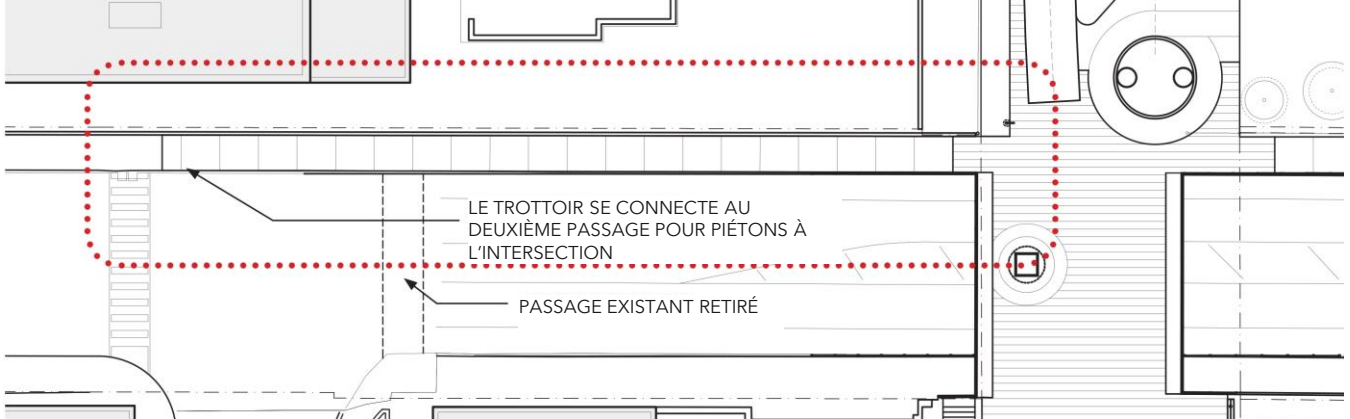 LE TROTTOIR SE CONNECTE AU
DEUXIÈME PASSAGE POUR PIÉTONS À
L'INTERSECTION
PASSAGE EXISTANT RETIRÉ